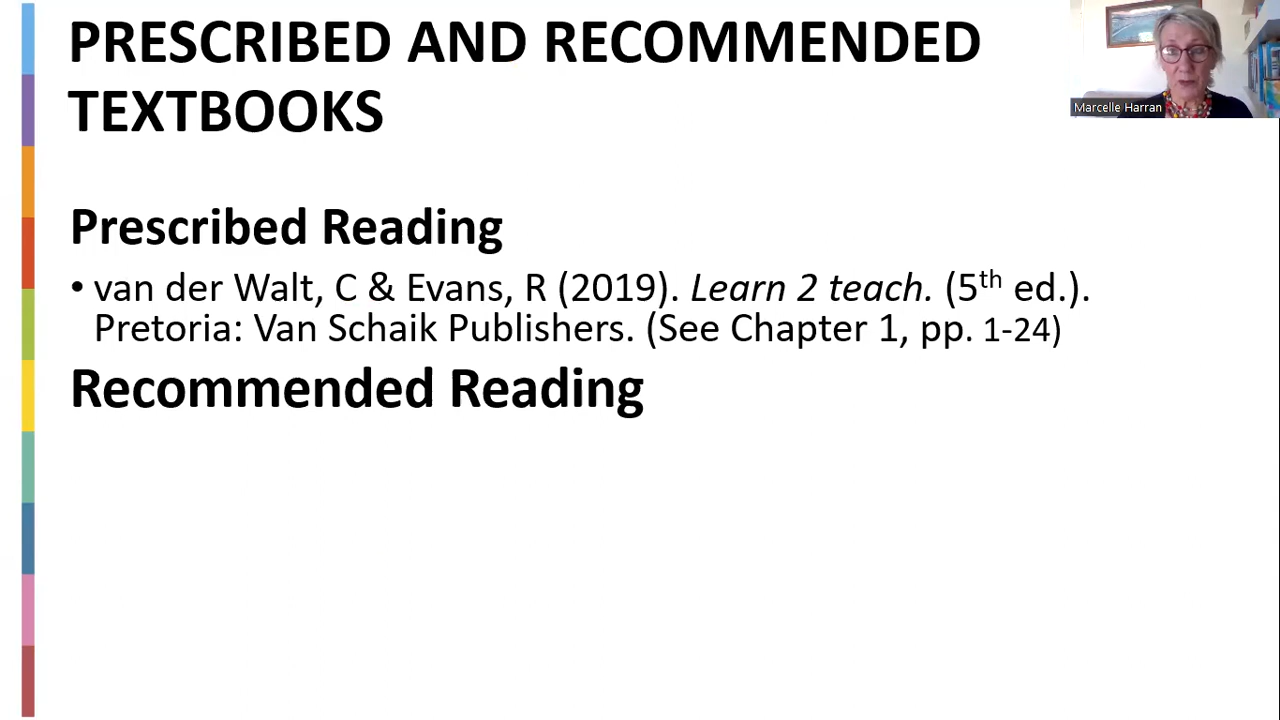 PRESCRIBED AND RECOMMENDED
TEXTBOOKS
Marcelle Harran
Prescribed Reading
• van der Walt, C & Evans, R (2019). Learn 2 teach. (5th ed.).
Pretoria: Van Schaik Publishers. (See Chapter 1, pp. 1-24)
Recommended Reading